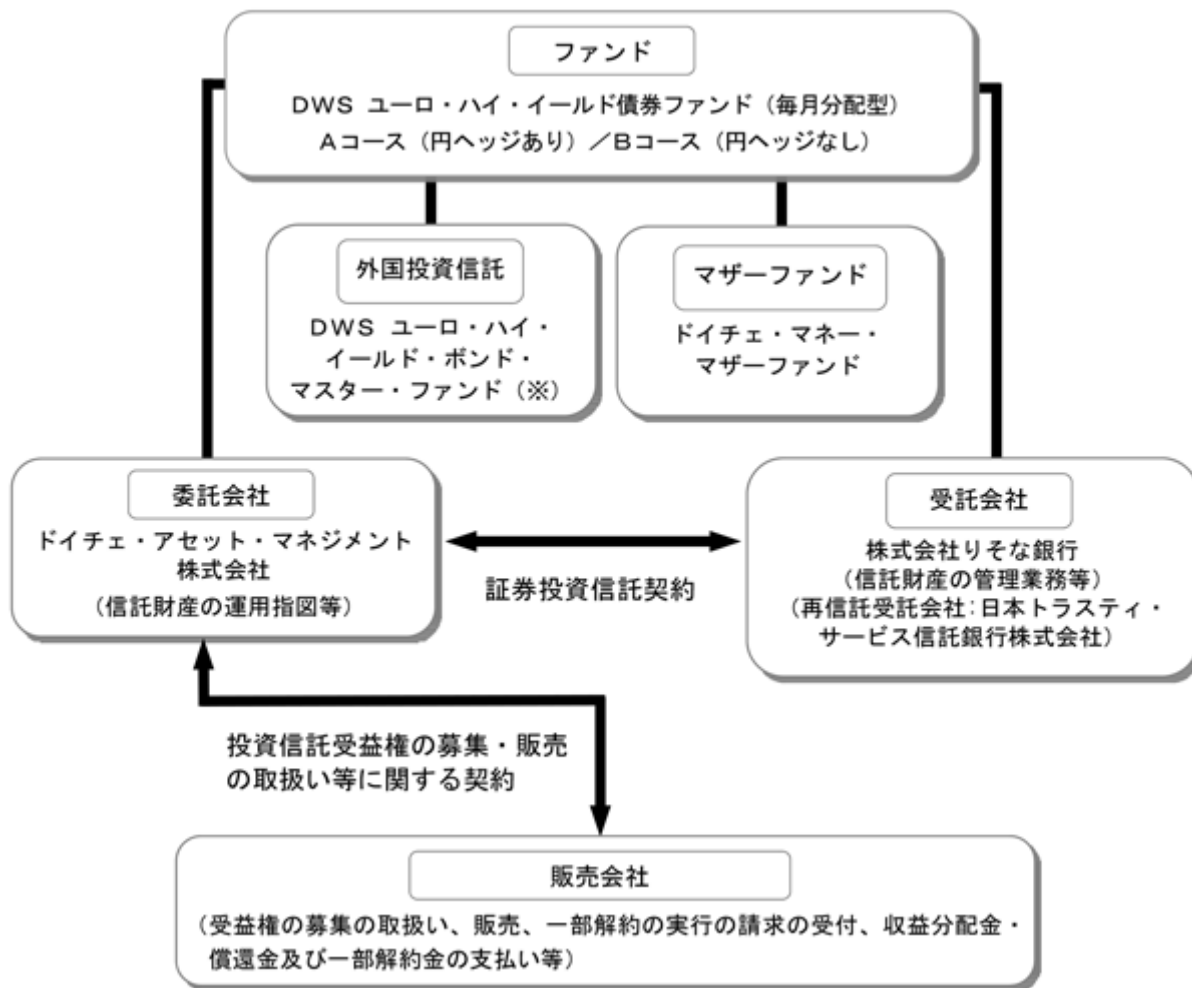 ファンド
DWS ユーロ・ハイ・イールド債券ファンド（毎月分配型）
Aコース（円ヘッジあり）／Bコース（円ヘッジなし）
外国投資信託
DWS ユーロ・ハイ・
イールド・ボンド・
マスター・ファンド（※）
マザーファンド
ドイチェ・マネー・
マザーファンド
委託会社
ドイチェ・アセット・マネジメント
株式会社
（信託財産の運用指図等）
証券投資信託契約
受託会社
株式会社りそな銀行
（信託財産の管理業務等）
（再信託受託会社：日本トラスティ・
サービス信託銀行株式会社）
投資信託受益権の募集・販売
の取扱い等に関する契約
販売会社
（受益権の募集の取扱い、販売、一部解約の実行の請求の受付、収益分配金・
償還金及び一部解約金の支払い等）